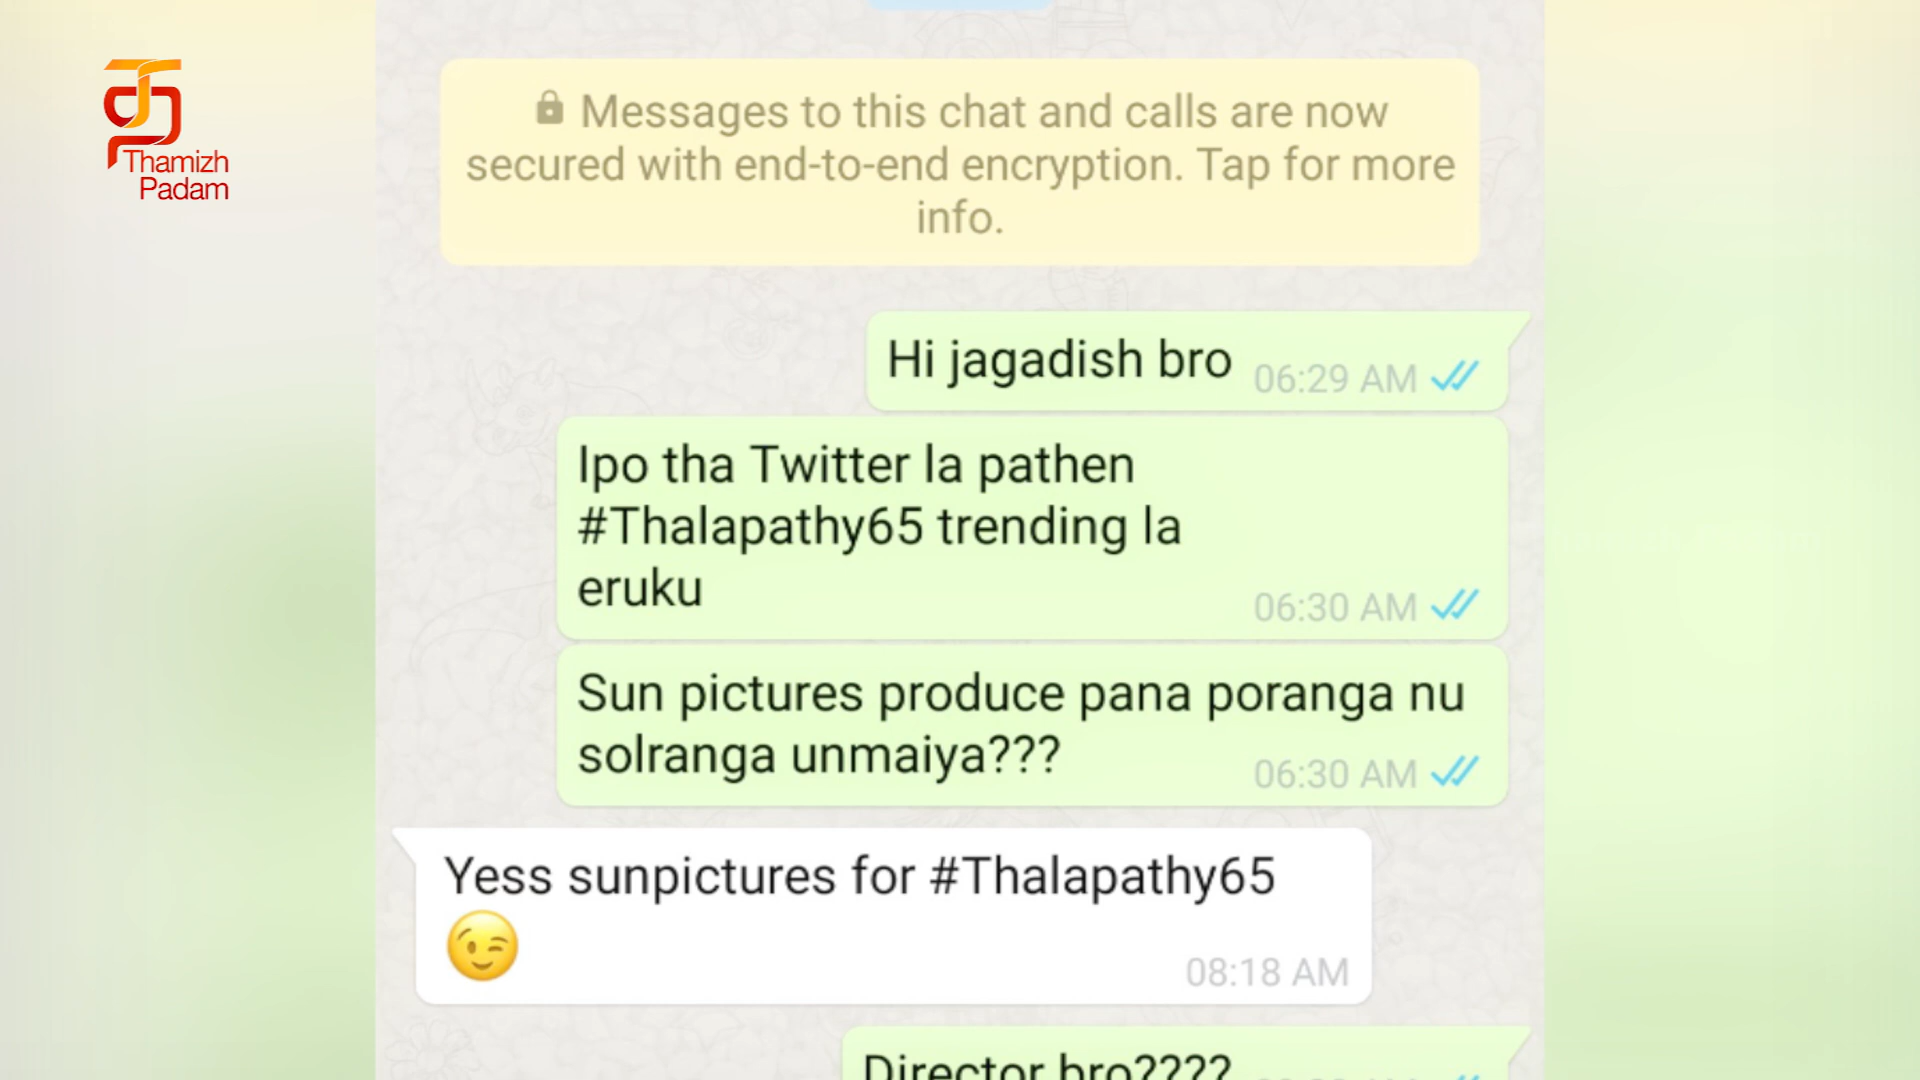 Thamizh
Padam
Messages to this chat and calls are now
secured with end-to-end encryption. Tap for more
info.
Hi jagadish bro 06:29 AM
Ipo tha Twitter la pathen
#Thalapathy65 trending la
eruku
06:30 AM
Sun pictures produce pana poranga nu
solranga unmaiya???
06:30 AM
Yess sunpictures for #Thalapathy65
😉
08:18 AM
Director bro????